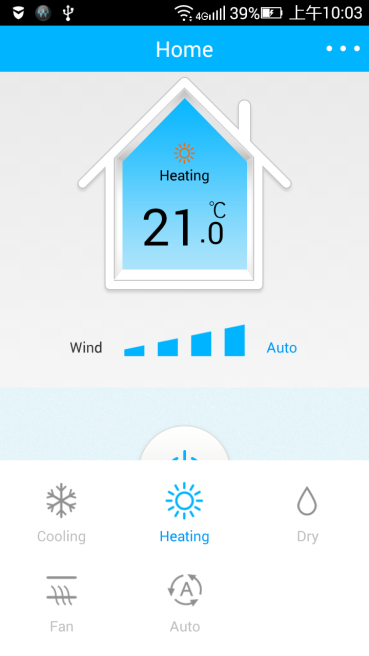 4G 39% 上午10:03
Home
Heating
21.0 °C
Wind Auto
Cooling Heating Dry
A
Fan Auto